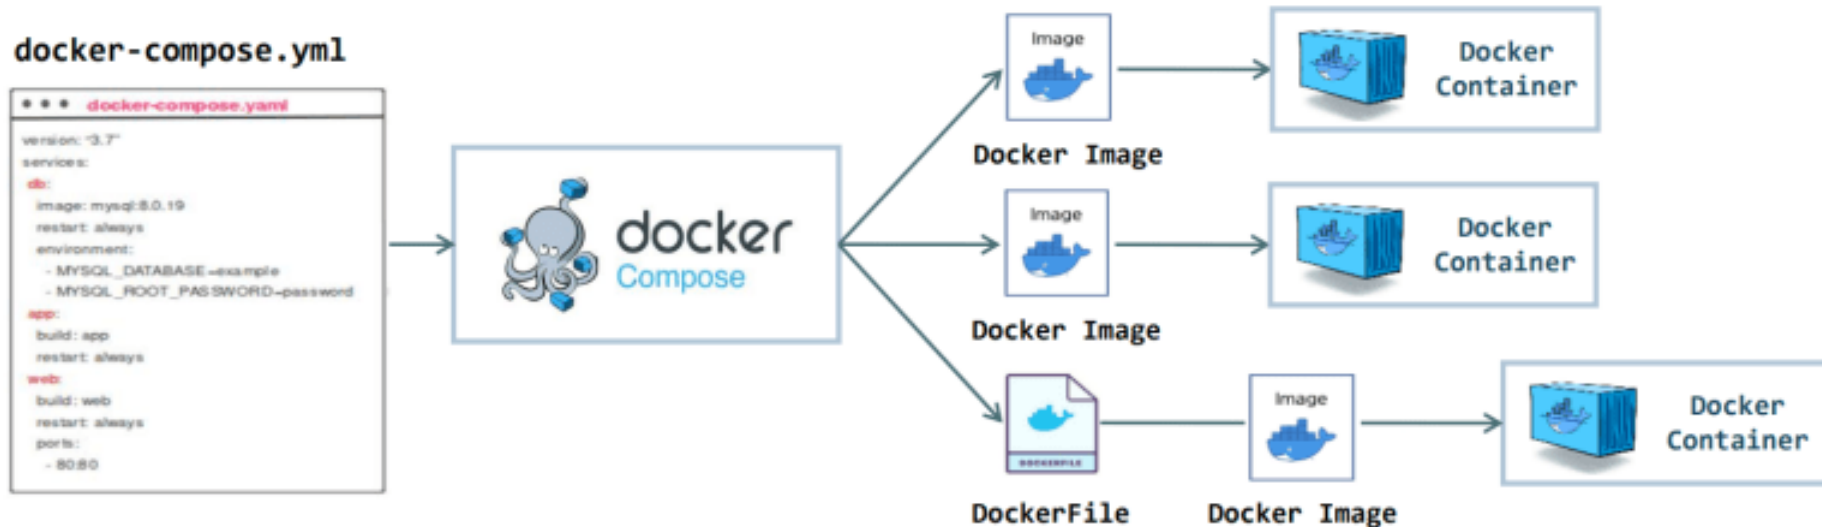 docker-compose.yml
docker-compose.yaml
version: "3.7"
services:
db:
image: mysql:8.0.19
restart: always
environment:
- MYSQL_DATABASE=example
- MYSQL_ROOT_PASSWORD=password
app:
build: app
restart: always
web:
build: web
restart: always
ports:
- 80:80
docker
Compose
Image
Docker Image
Docker
Container
Image
Docker Image
Docker
Container
DOCKERFILE
DockerFile
Image
Docker Image
Docker
Container